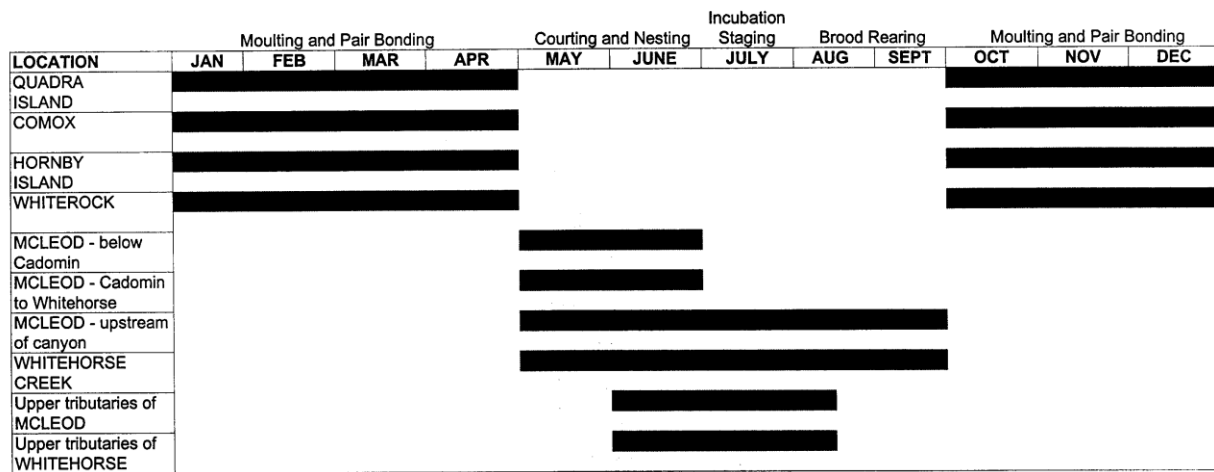 Incubation
Moulting and Pair Bonding Courting and Nesting Staging Brood Rearing Moulting and Pair Bonding
LOCATION JAN FEB MAR APR MAY JUNE JULY AUG SEPT OCT NOV DEC
QUADRA
ISLAND
COMOX
HORNBY
ISLAND
WHITEROCK
MCLEOD - below
Cadomin
MCLEOD - Cadomin
to Whitehorse
MCLEOD - upstream
of canyon
WHITEHORSE
CREEK
Upper tributaries of
MCLEOD
Upper tributaries of
WHITEHORSE